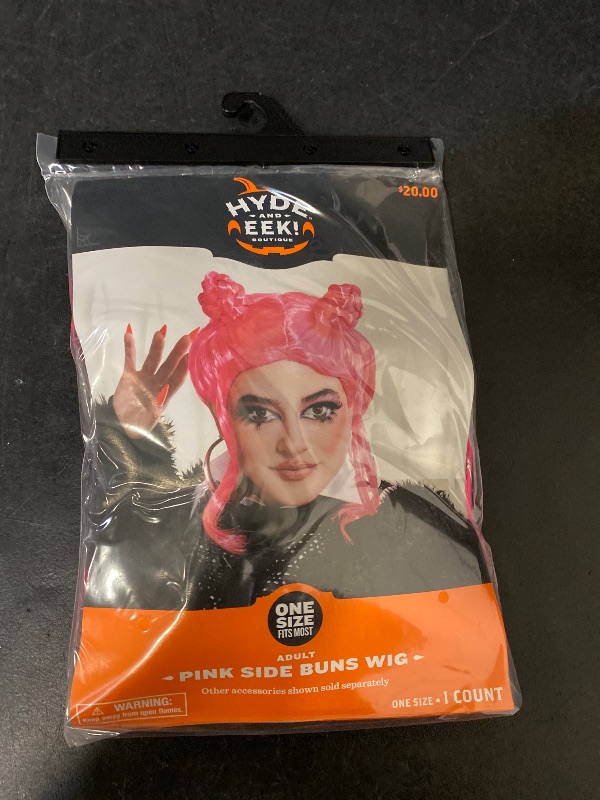 $20.00
HYDE
AND
EEK!
BOUTIQUE
ONE
SIZE
FITS MOST
ADULT
PINK SIDE BUNS WIG
Other accessories shown sold separately
WARNING:
Keep away from open flames.
ONE SIZE • 1 COUNT